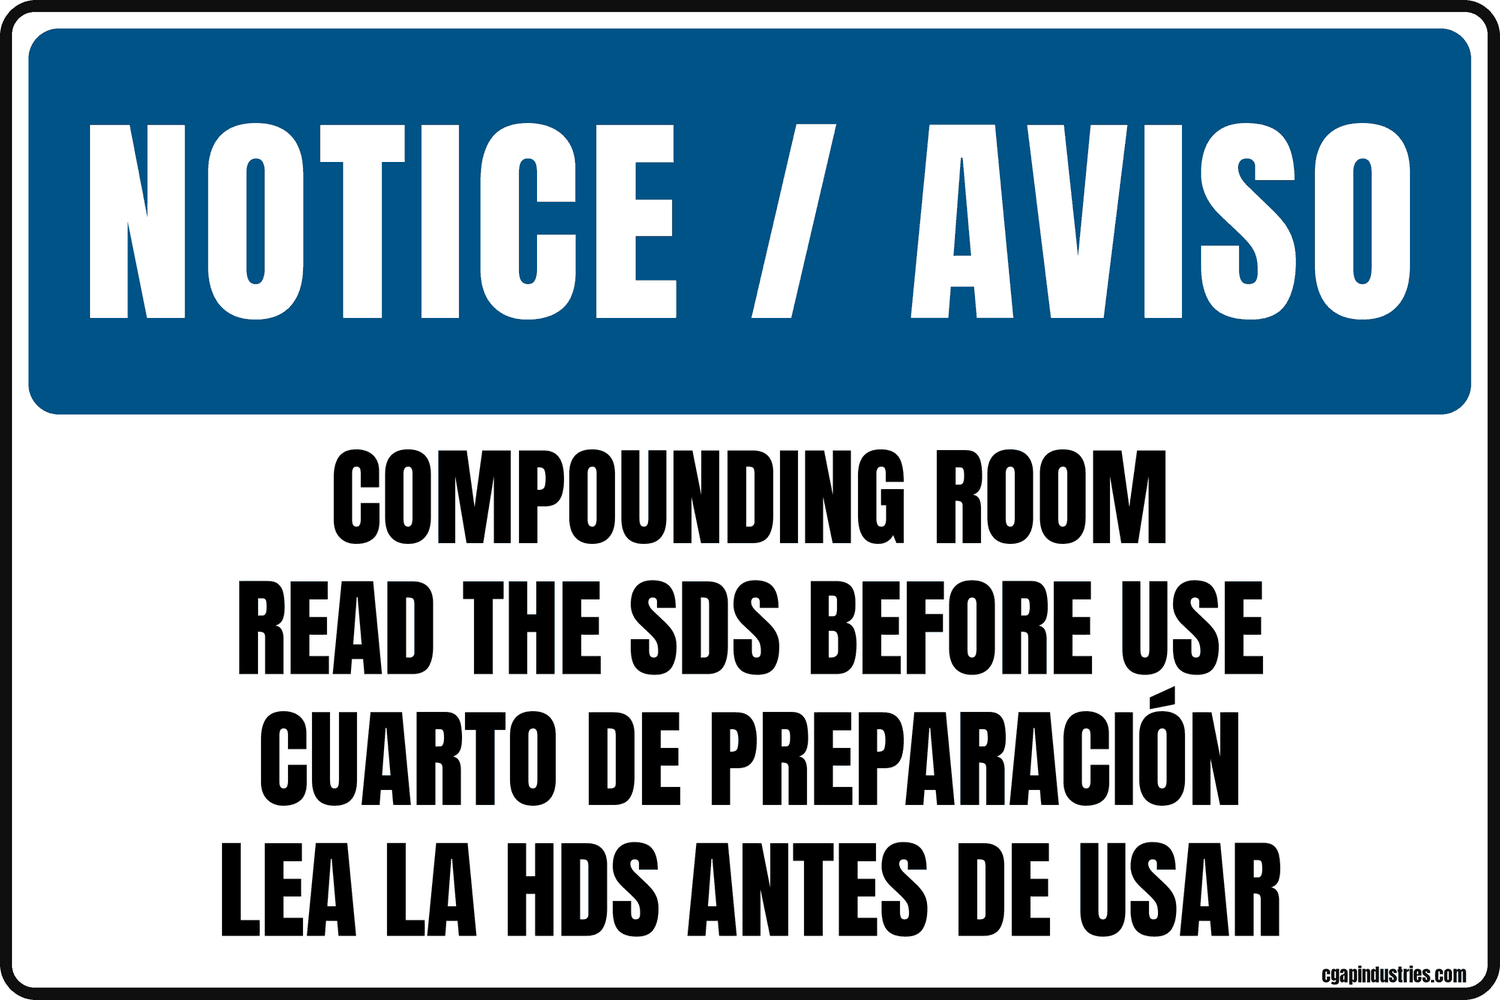 NOTICE / AVISO
COMPOUNDING ROOM
READ THE SDS BEFORE USE
CUARTO DE PREPARACIÓN
LEA LA HDS ANTES DE USAR
cgapindustries.com